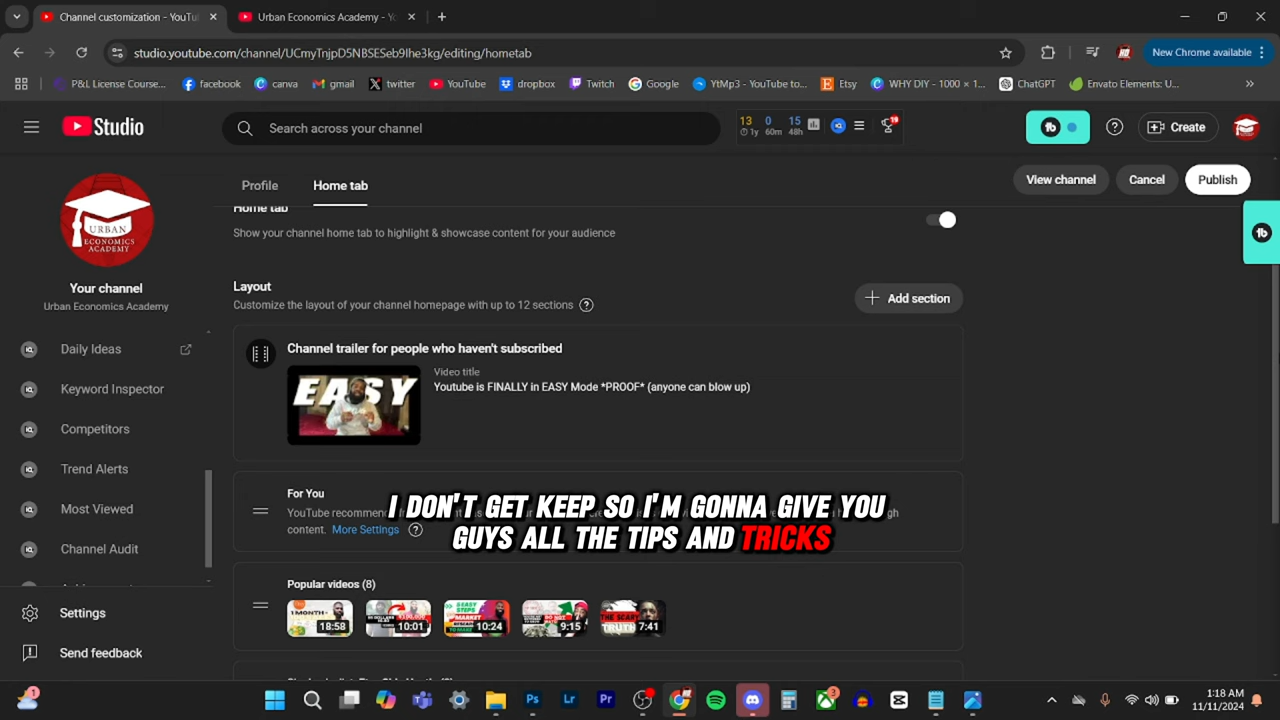 Channel customization - YouTu
Urban Economics Academy - Yo
studio.youtube.com/channel/UCmyTnjpD5NBSESeb9Ihe3kg/editing/hometab
New Chrome available
P&L License Course...
facebook
canva
gmail
twitter
YouTube
dropbox
Twitch
Google
YtMp3 - YouTube to...
Etsy
WHY DIY - 1000 × 1...
ChatGPT
Envato Elements: U...
Studio
Search across your channel
13 0 15
1y 60m 48h
19
Create
Profile
Home tab
View channel
Cancel
Publish
URBAN
ECONOMICS
ACADEMY
Your channel
Urban Economics Academy
Daily Ideas
Keyword Inspector
Competitors
Trend Alerts
Most Viewed
Channel Audit
Settings
Send feedback
Home tab
Show your channel home tab to highlight & showcase content for your audience
Layout
Customize the layout of your channel homepage with up to 12 sections
Add section
Channel trailer for people who haven't subscribed
EASY
Video title
Youtube is FINALLY in EASY Mode *PROOF* (anyone can blow up)
For You
content. More Settings
I DON'T GET KEEP SO I'M GONNA GIVE YOU
GUYS ALL THE TIPS AND TRICKS
Popular videos (8)
18:58
10:01
10:24
9:15
7:41
1:18 AM
11/11/2024